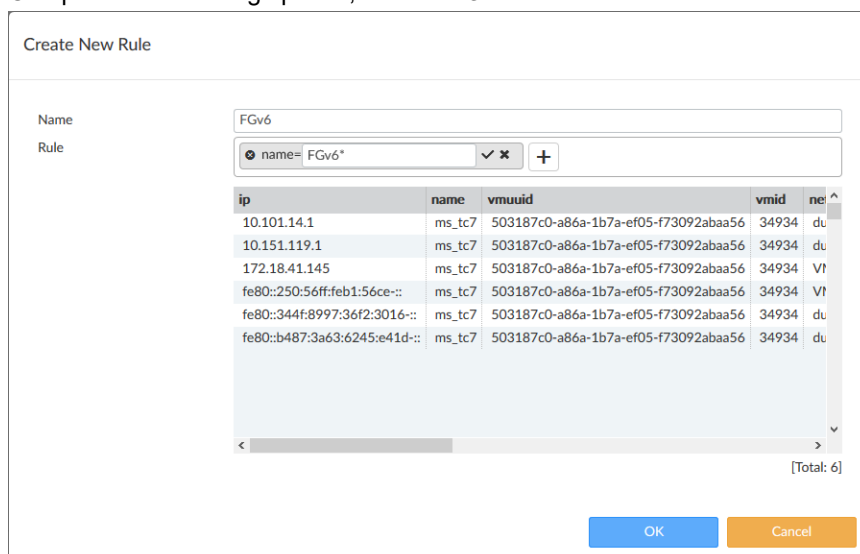 Create New Rule
Name
FGv6
Rule
name= FGv6*
ip name vmuuid vmid
10.101.14.1 ms_tc7 503187c0-a86a-1b7a-ef05-f73092abaa56 34934 du
10.151.119.1 ms_tc7 503187c0-a86a-1b7a-ef05-f73092abaa56 34934 du
172.18.41.145 ms_tc7 503187c0-a86a-1b7a-ef05-f73092abaa56 34934
fe80::250:56ff:feb1:56ce-:: ms_tc7 503187c0-a86a-1b7a-ef05-f73092abaa56 34934
fe80::344f:8997:36f2:3016-:: ms_tc7 503187c0-a86a-1b7a-ef05-f73092abaa56 34934 du
fe80::b487:3a63:6245:e41d-:: ms_tc7 503187c0-a86a-1b7a-ef05-f73092abaa56 34934 du
[Total: 6]
OK Cancel